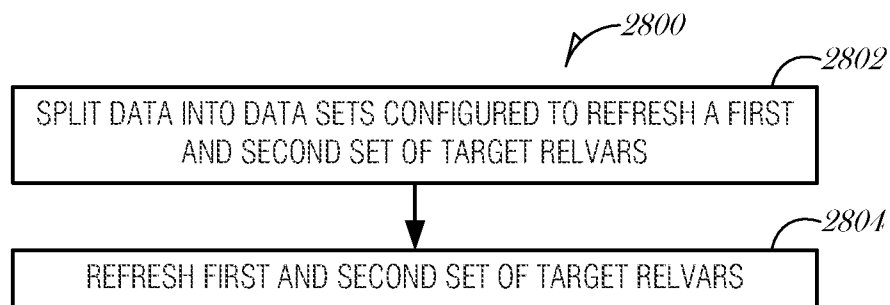 2800
2802
SPLIT DATA INTO DATA SETS CONFIGURED TO REFRESH A FIRST
AND SECOND SET OF TARGET RELVARS
2804
REFRESH FIRST AND SECOND SET OF TARGET RELVARS